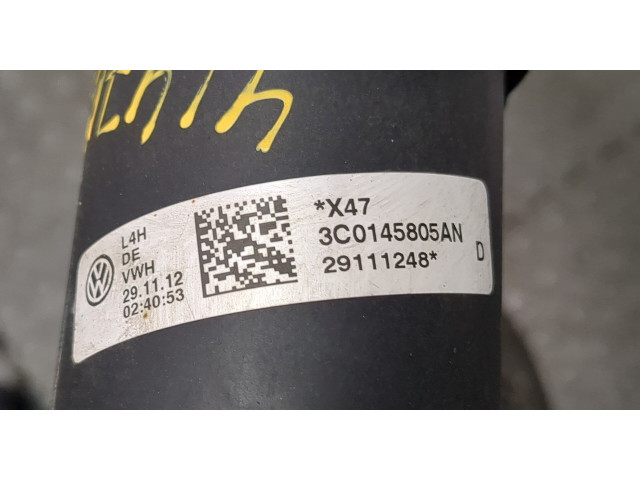 L4H
DE
VWH
29.11.12
02:40:53
*X47
3C0145805AN
29111248*
D